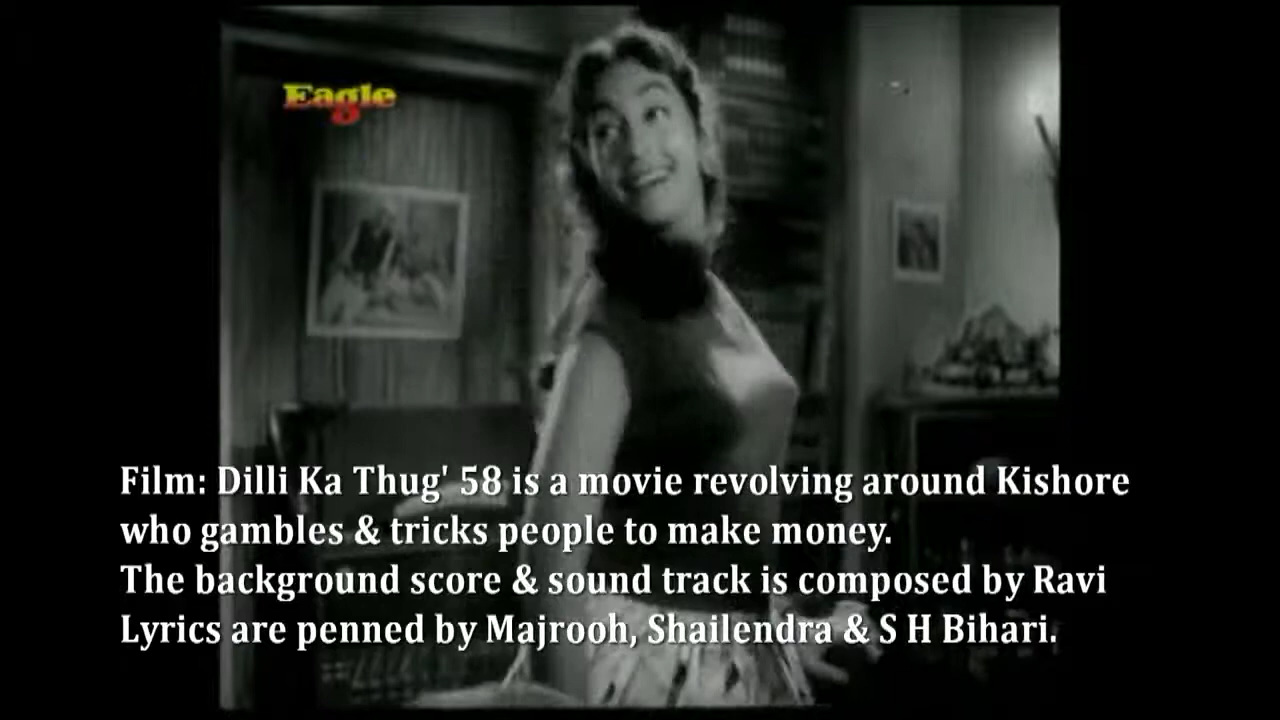 Eagle
Film: Dilli Ka Thug' 58 is a movie revolving around Kishore
who gambles & tricks people to make money.
The background score & sound track is composed by Ravi
Lyrics are penned by Majrooh, Shailendra & S H Bihari.